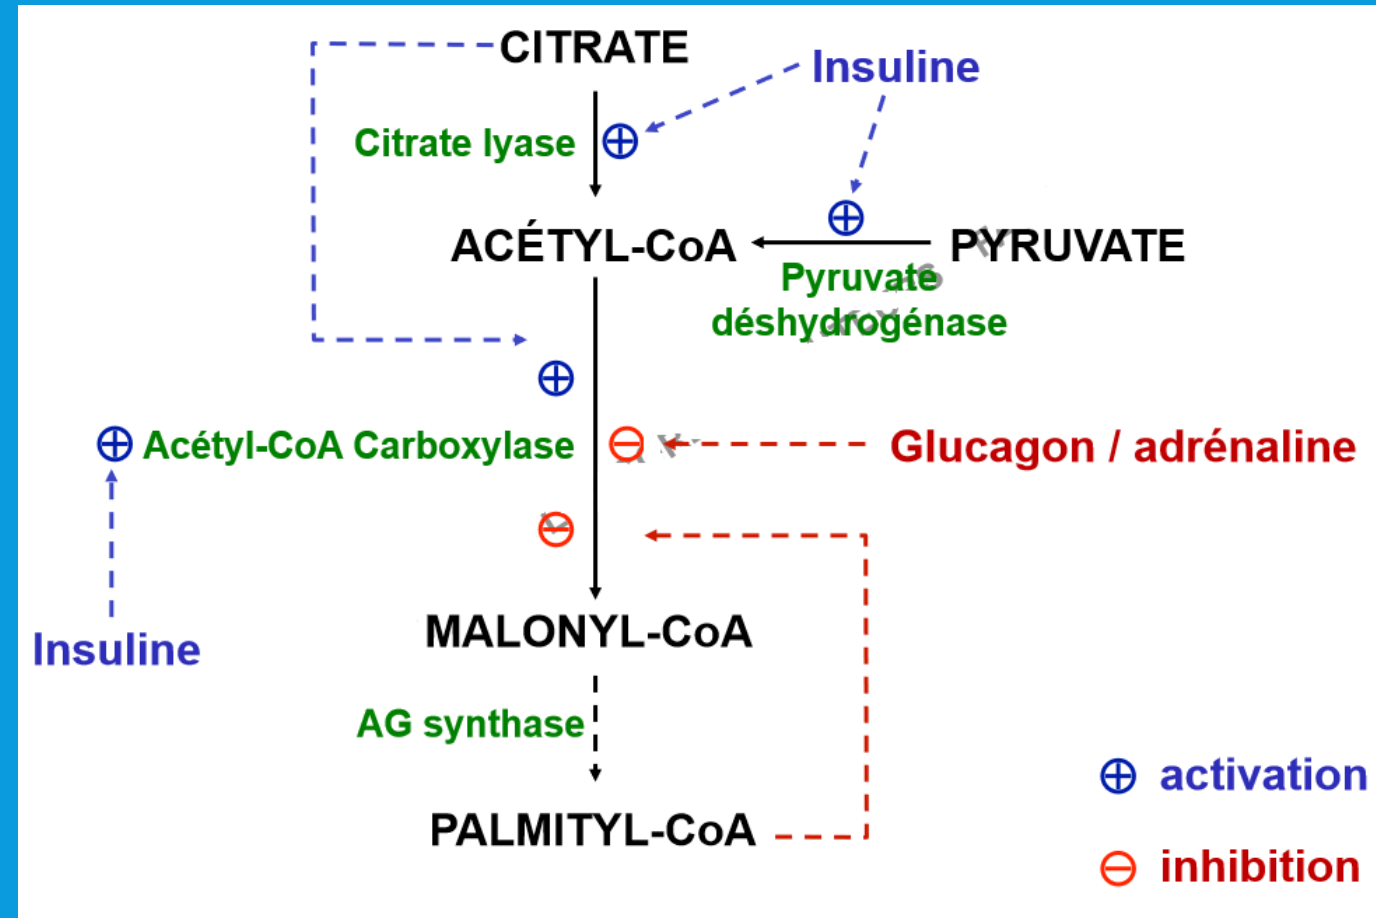 CITRATE
Insuline
Citrate lyase
ACÉTYL-CoA
PYRUVATE
Pyruvate
déshydrogénase
Acétyl-CoA Carboxylase
Glucagon / adrénaline
MALONYL-CoA
Insuline
AG synthase
activation
PALMITYL-CoA
inhibition